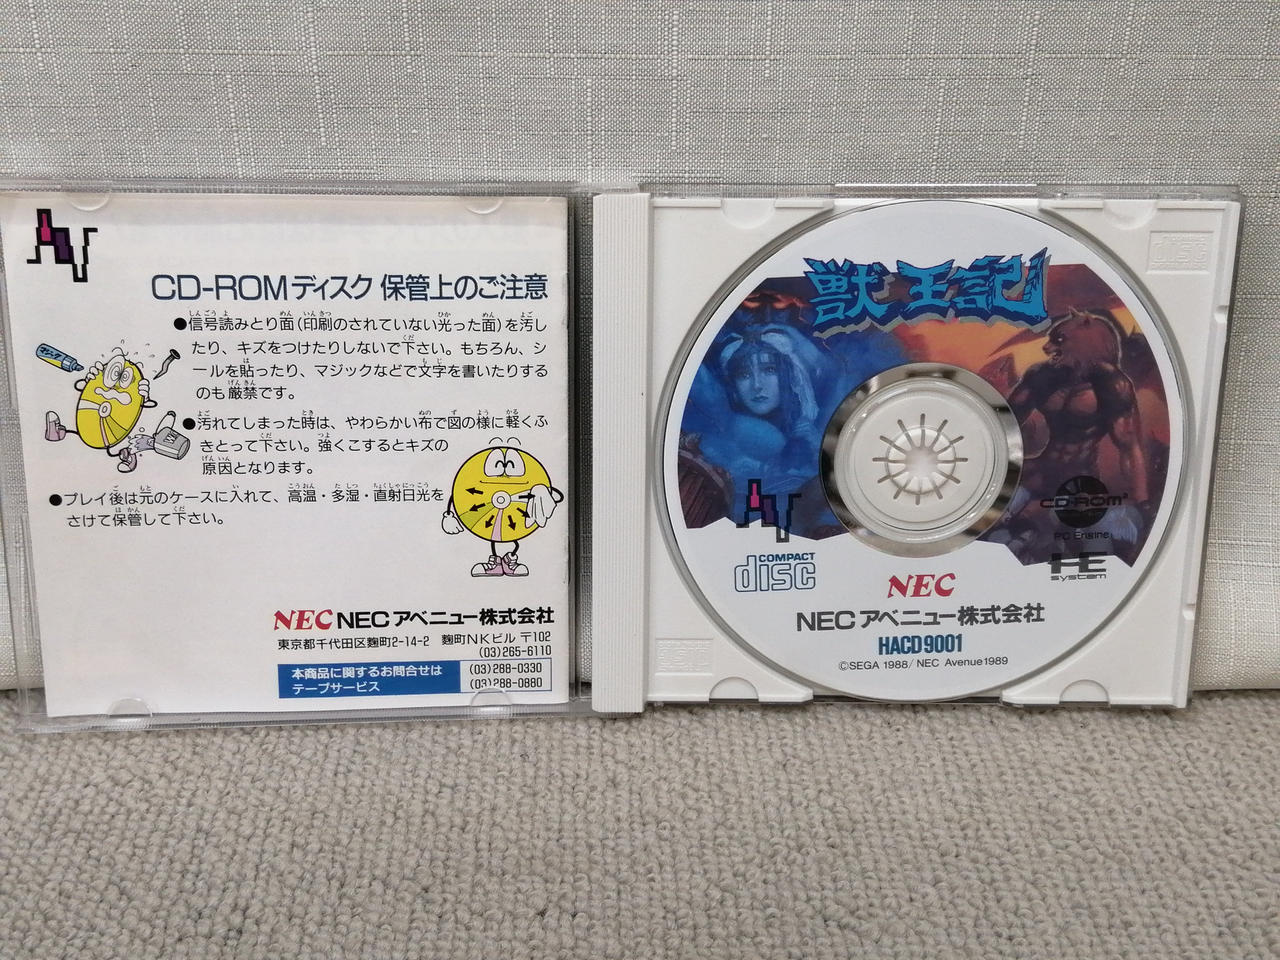 CD-ROMディスク 保管上のご注意
●信号読みとり面(印刷のされていない光った面)を汚し
たり、キズをつけたりしないで下さい。もちろん、シ
ールを貼ったり、マジックなどで文字を書いたりする
のも厳禁です。
●汚れてしまった時は、やわらかい布で図の様に軽くふ
きとって下さい。強くこするとキズの
原因となります。
●プレイ後は元のケースに入れて、高温・多湿・直射日光を
さけて保管して下さい。
NEC NECアベニュー株式会社
東京都千代田区麹町2-14-2 麹町NKビル 〒102
(03)265-6110
本商品に関するお問合せは
テープサービス
(03)288-0330
(03)288-0880
獣王記
AV
CD-ROM²
PC Engine
HE
system
COMPACT
disc
NEC
NECアベニュー株式会社
HACD9001
©SEGA 1988/ NEC Avenue1989
disc